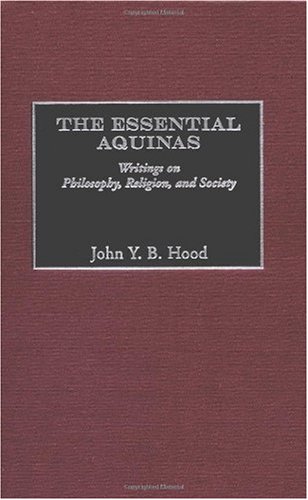 THE ESSENTIAL
AQUINAS
Writings on
Philosophy, Religion, and Society
John Y. B. Hood